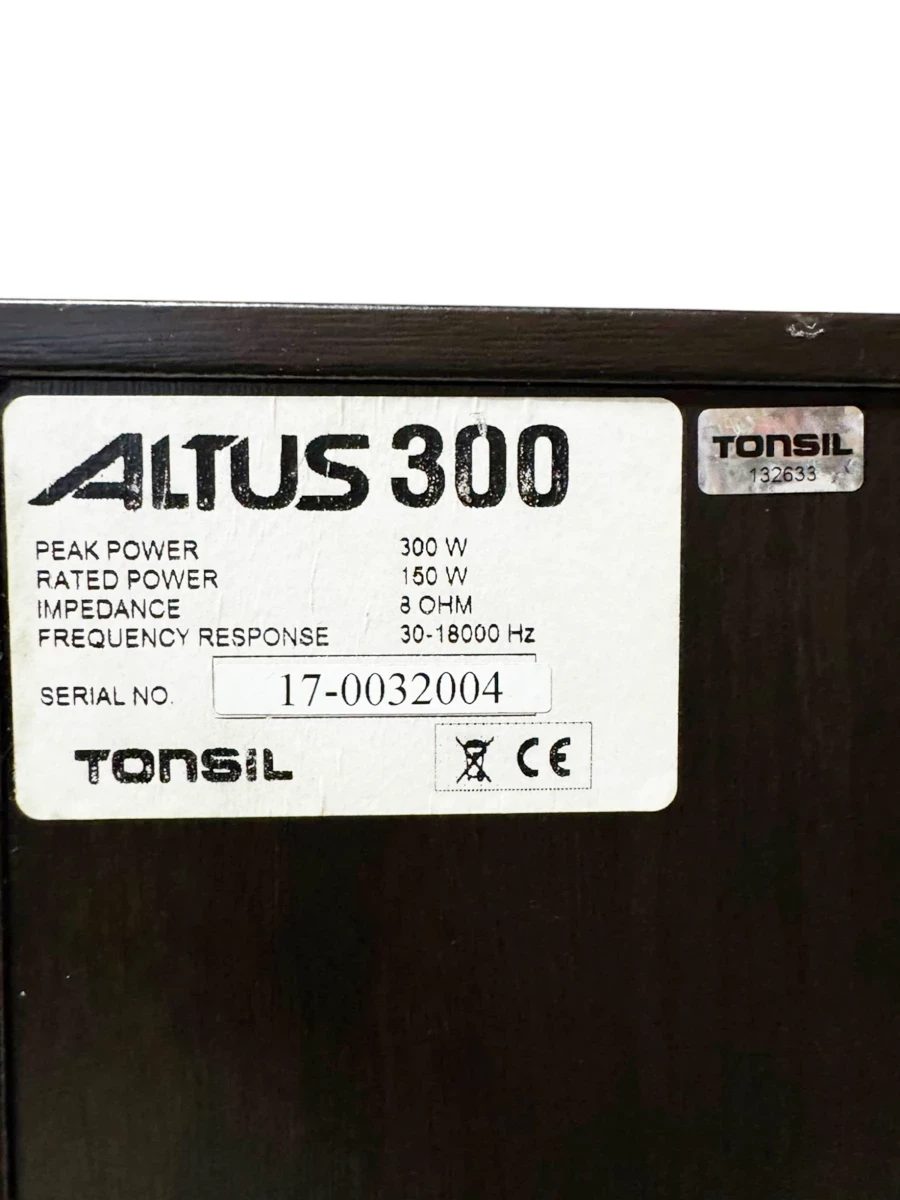 ALTUS 300
TONSIL
132633
PEAK POWER 300 W
RATED POWER 150 W
IMPEDANCE 8 OHM
FREQUENCY RESPONSE 30-18000 Hz
SERIAL NO. 17-0032004
TONSIL
CE